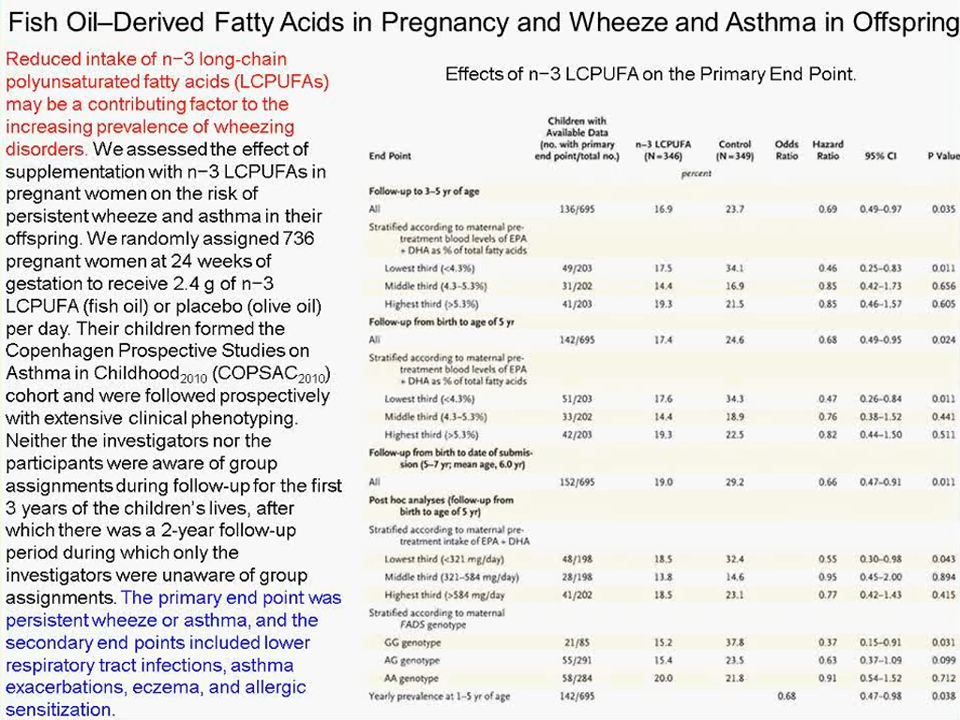 Fish Oil–Derived Fatty Acids in Pregnancy and Wheeze and Asthma in Offspring
Reduced intake of n−3 long-chain
polyunsaturated fatty acids (LCPUFAs)
may be a contributing factor to the
increasing prevalence of wheezing
disorders. We assessed the effect of
supplementation with n−3 LCPUFAs in
pregnant women on the risk of
persistent wheeze and asthma in their
offspring. We randomly assigned 736
pregnant women at 24 weeks of
gestation to receive 2.4 g of n−3
LCPUFA (fish oil) or placebo (olive oil)
per day. Their children formed the
Copenhagen Prospective Studies on
Asthma in Childhood2010 (COPSAC2010)
cohort and were followed prospectively
with extensive clinical phenotyping.
Neither the investigators nor the
participants were aware of group
assignments during follow-up for the first
3 years of the children's lives, after
which there was a 2-year follow-up
period during which only the
investigators were unaware of group
assignments. The primary end point was
persistent wheeze or asthma, and the
secondary end points included lower
respiratory tract infections, asthma
exacerbations, eczema, and allergic
sensitization.
Effects of n−3 LCPUFA on the Primary End Point.
Children with
Available Data
(no. with primary n−3 LCPUFA Control Odds Hazard
End Point end point/total no.) (N=346) (N=349) Ratio Ratio 95% CI P Value
percent
Follow-up to 3–5 yr of age
All 136/695 16.9 23.7 0.69 0.49–0.97 0.035
Stratified according to maternal pre-
treatment blood levels of EPA
+ DHA as % of total fatty acids
Lowest third (<4.3%) 49/203 17.5 34.1 0.46 0.25–0.83 0.011
Middle third (4.3–5.3%) 31/202 14.4 16.9 0.85 0.42–1.73 0.656
Highest third (>5.3%) 41/203 19.3 21.5 0.85 0.46–1.57 0.605
Follow-up from birth to age of 5 yr
All 142/695 17.4 24.6 0.68 0.49–0.95 0.024
Stratified according to maternal pre-
treatment blood levels of EPA
+ DHA as % of total fatty acids
Lowest third (<4.3%) 51/203 17.6 34.3 0.47 0.26–0.84 0.011
Middle third (4.3–5.3%) 33/202 14.4 18.9 0.76 0.38–1.52 0.441
Highest third (>5.3%) 42/203 19.3 22.5 0.82 0.44–1.50 0.511
Follow-up from birth to date of submis-
sion (5–7 yr; mean age, 6.0 yr)
All 152/695 19.0 29.2 0.66 0.47–0.91 0.011
Post hoc analyses (follow-up from
birth to age of 5 yr)
Stratified according to maternal pre-
treatment intake of EPA + DHA
Lowest third (<321 mg/day) 48/198 18.5 32.4 0.55 0.30–0.98 0.043
Middle third (321–584 mg/day) 28/198 13.8 14.6 0.95 0.45–2.00 0.894
Highest third (>584 mg/day 41/202 18.5 23.1 0.77 0.42–1.43 0.415
Stratified according to maternal
FADS genotype
GG genotype 21/85 15.2 37.8 0.37 0.15–0.91 0.031
AG genotype 55/291 15.4 23.5 0.63 0.37–1.09 0.099
AA genotype 58/284 20.0 21.8 0.91 0.54–1.52 0.712
Yearly prevalence at 1–5 yr of age 142/695 0.68 0.47–0.98 0.038